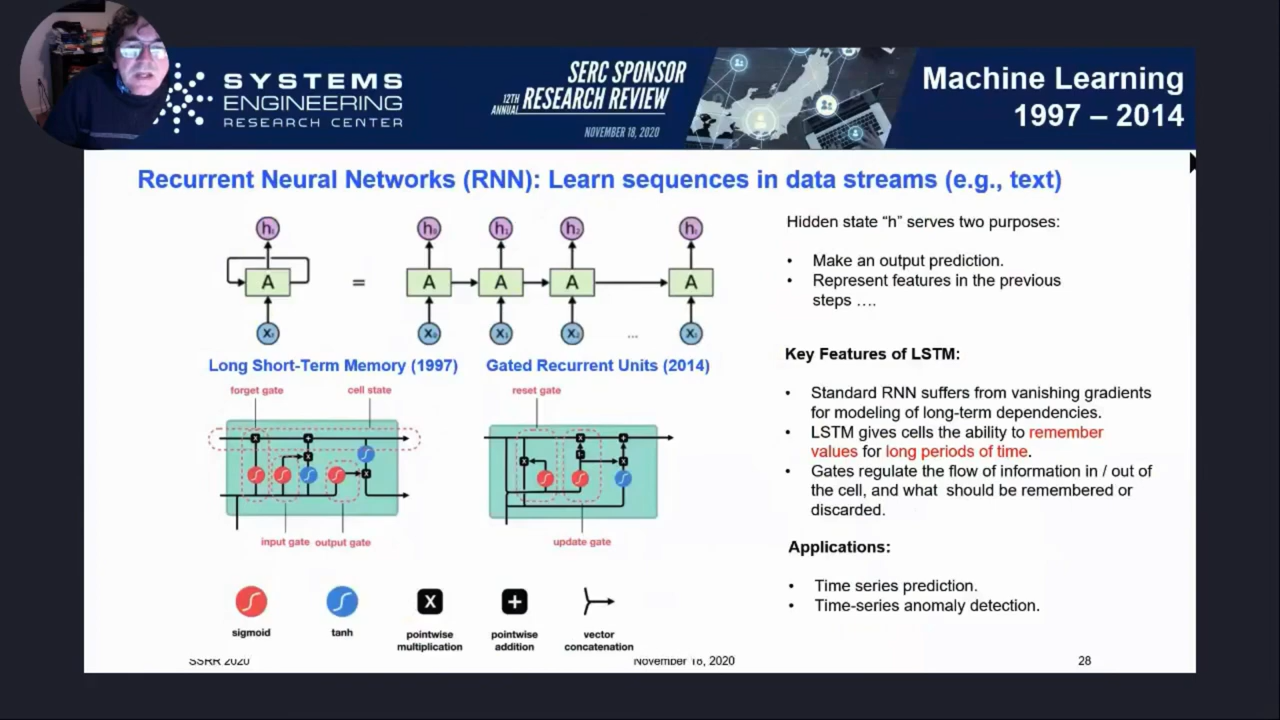 SYSTEMS
ENGINEERING
RESEARCH CENTER
SERC SPONSOR
12TH ANNUAL RESEARCH REVIEW
NOVEMBER 18, 2020
Machine Learning
1997 – 2014
Recurrent Neural Networks (RNN): Learn sequences in data streams (e.g., text)
h h h h h
A = A A A A
X X X X ... X
Long Short-Term Memory (1997) Gated Recurrent Units (2014)
forget gate cell state reset gate
input gate output gate update gate
sigmoid tanh pointwise multiplication pointwise addition vector concatenation
Hidden state “h” serves two purposes:
• Make an output prediction.
• Represent features in the previous
steps ….
Key Features of LSTM:
• Standard RNN suffers from vanishing gradients
for modeling of long-term dependencies.
• LSTM gives cells the ability to remember
values for long periods of time.
• Gates regulate the flow of information in / out of
the cell, and what should be remembered or
discarded.
Applications:
• Time series prediction.
• Time-series anomaly detection.
SSRR 2020 November 18, 2020 28